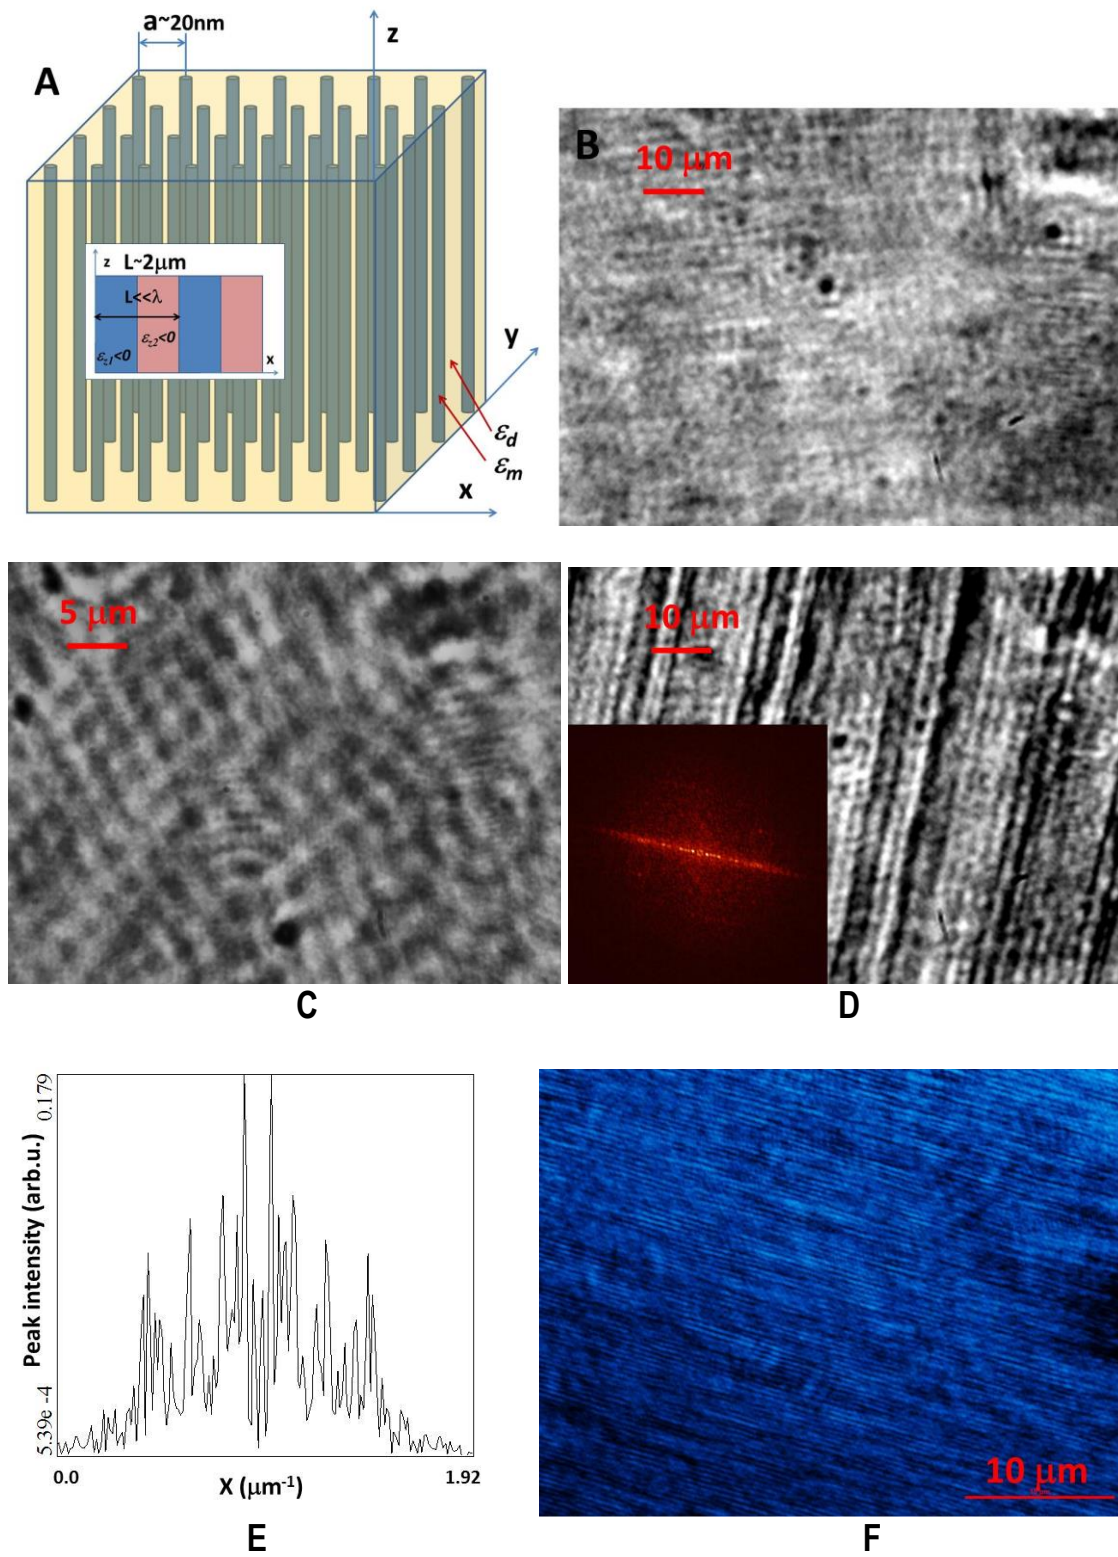 a~20nm
z
A
B
10 μm
z L~2μm
L<<λ
εz2<0
εz1<0
x
y
εd
εm
x
5 μm
10 μm
C
D
0.179
Peak intensity (arb.u.)
5.39e -4
0.0
1.92
X (μm-1)
10 μm
E
F